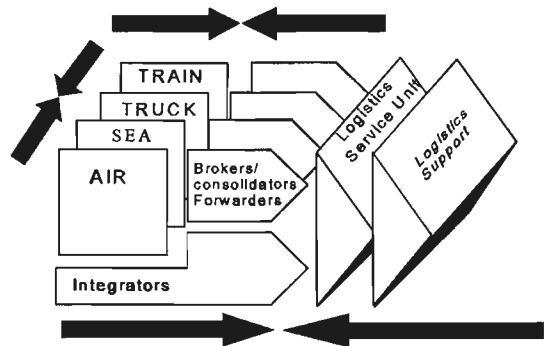 TRAIN
TRUCK
SEA
AIR
Brokers/
consolidators
Forwarders
Integrators
Logistics
Service Unit
Logistics
Support